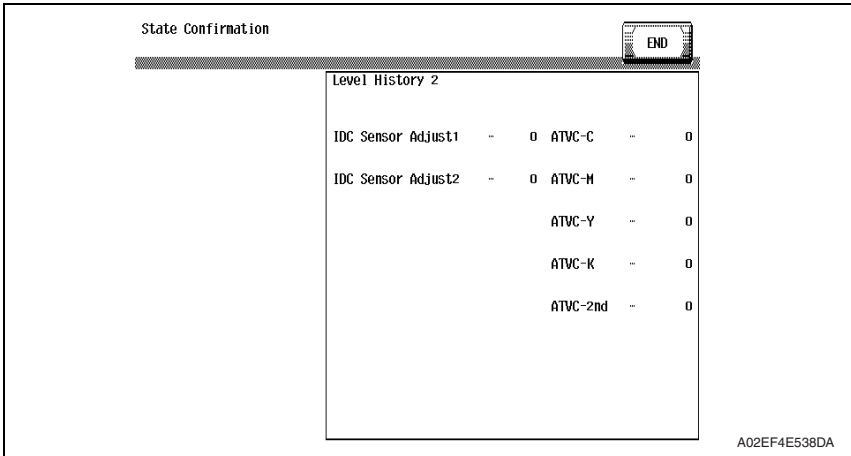 State Confirmation
END
Level History 2
IDC Sensor Adjust1 - 0 ATVC-C - 0
IDC Sensor Adjust2 - 0 ATVC-M - 0
ATVC-Y - 0
ATVC-K - 0
ATVC-2nd - 0
A02EF4E538DA